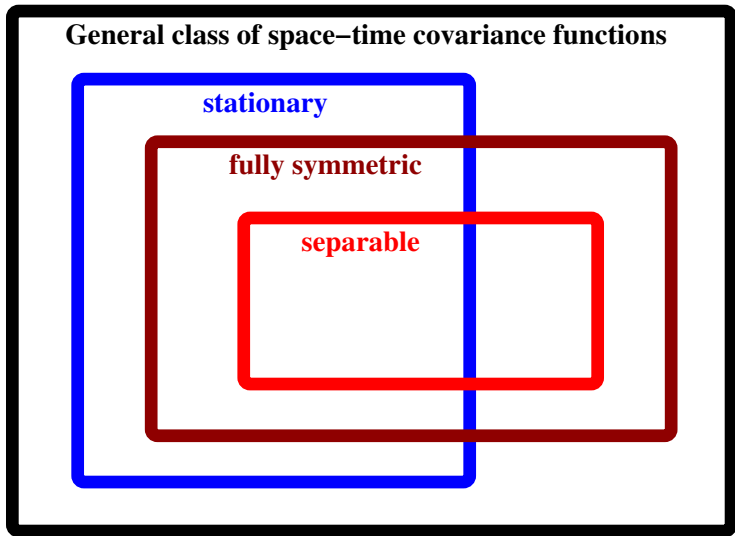 General class of space−time covariance functions
stationary
fully symmetric
separable